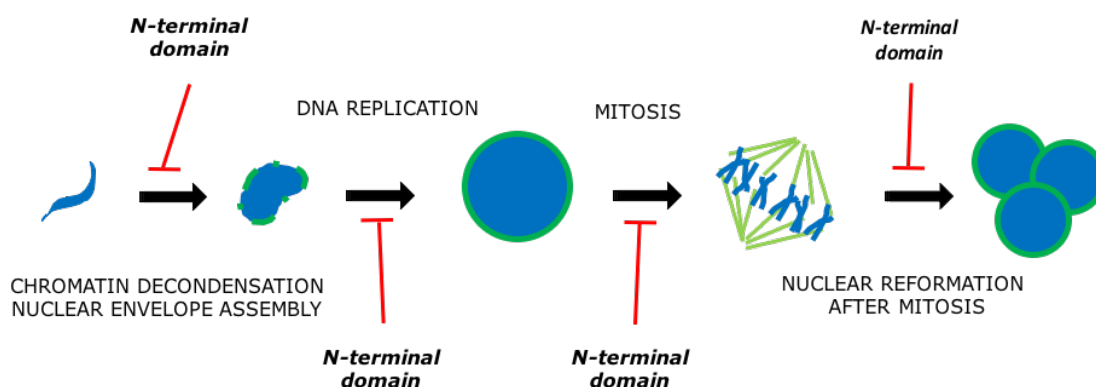 N-terminal
domain
N-terminal
domain
DNA REPLICATION
MITOSIS
CHROMATIN DECONDENSATION
NUCLEAR ENVELOPE ASSEMBLY
NUCLEAR REFORMATION
AFTER MITOSIS
N-terminal
domain
N-terminal
domain